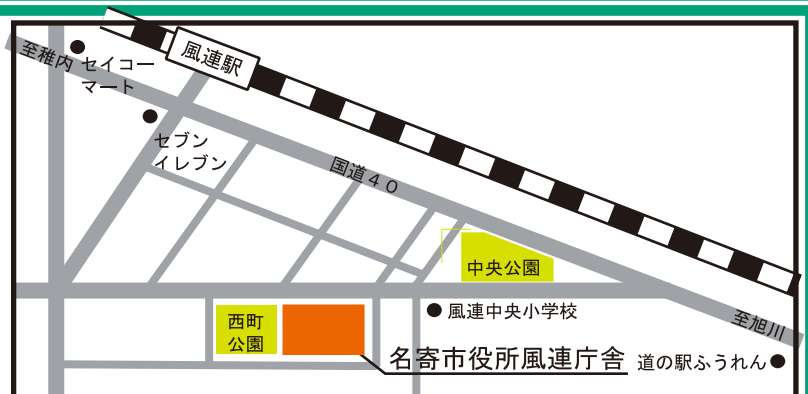 至稚内
セイコー
マート
風連駅
セブン
イレブン
国道40
中央公園
西町
公園
風連中央小学校
至旭川
名寄市役所風連庁舎
道の駅ふうれん